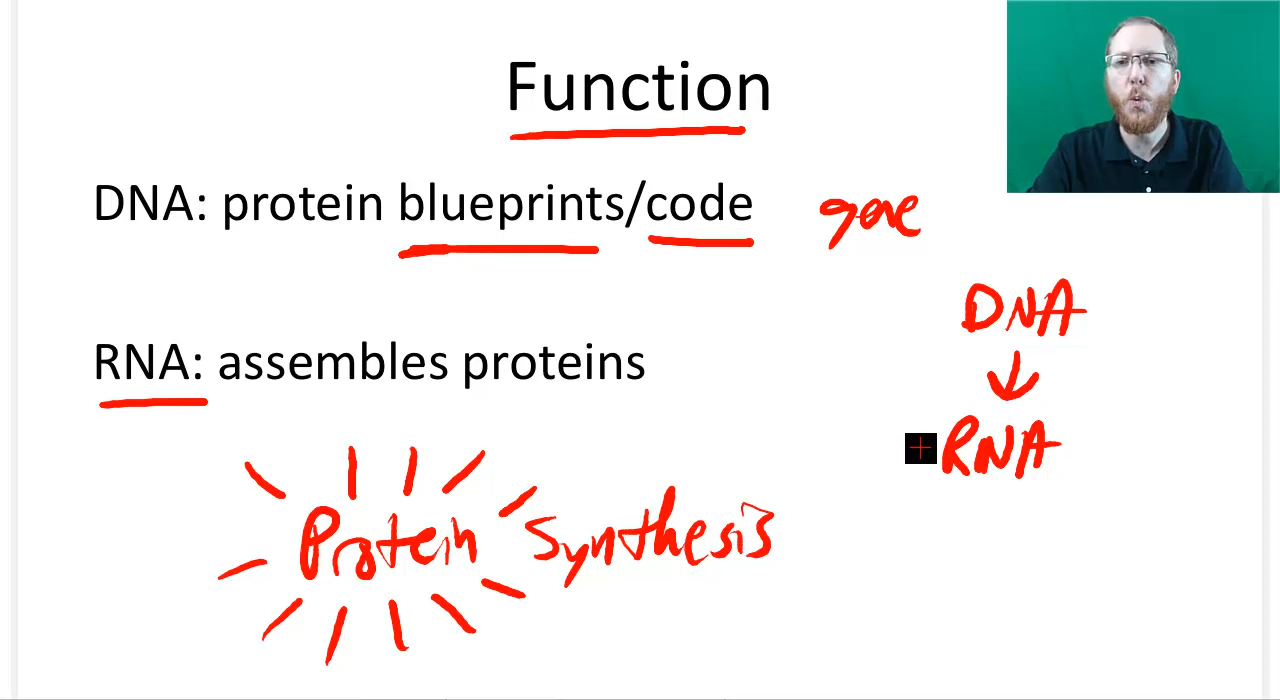 Function
DNA: protein blueprints/code gene
DNA
RNA: assembles proteins
RNA
Protein Synthesis